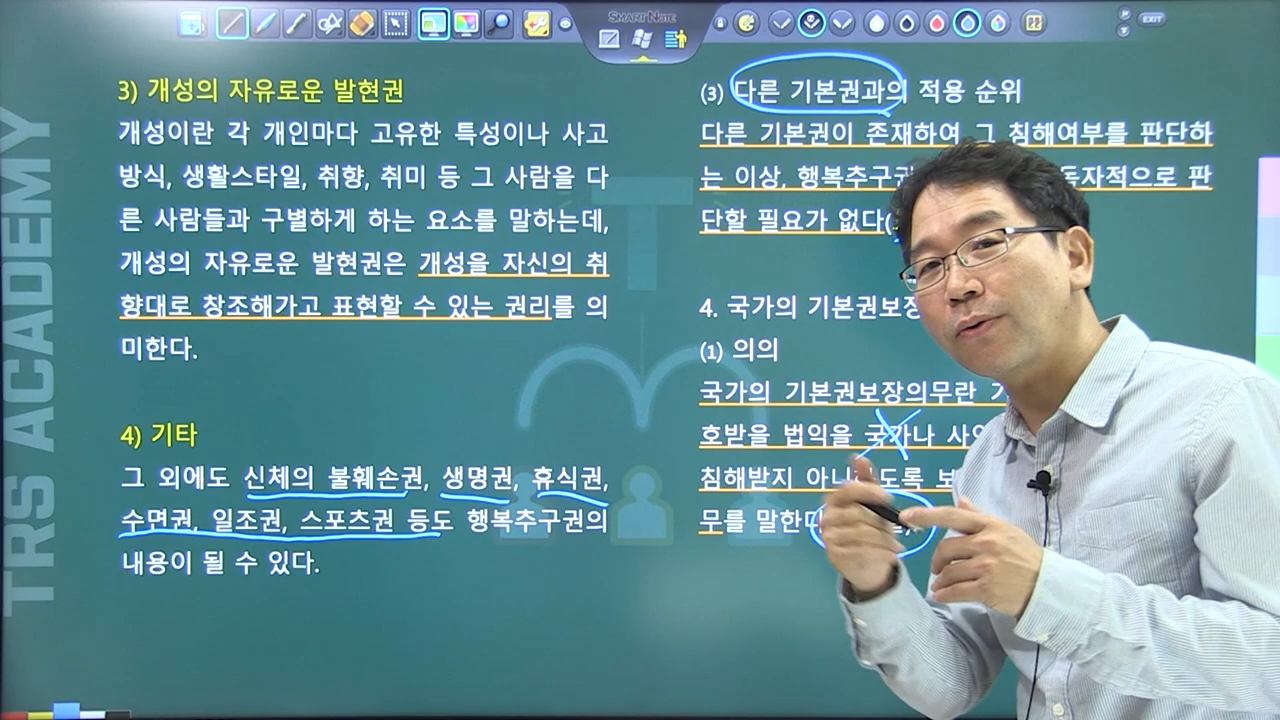 SMART NOTE
EXIT
TRS ACADEMY
3) 개성의 자유로운 발현권
개성이란 각 개인마다 고유한 특성이나 사고
방식, 생활스타일, 취향, 취미 등 그 사람을 다
른 사람들과 구별하게 하는 요소를 말하는데,
개성의 자유로운 발현권은 개성을 자신의 취
향대로 창조해가고 표현할 수 있는 권리를 의
미한다.
4) 기타
그 외에도 신체의 불훼손권, 생명권, 휴식권,
수면권, 일조권, 스포츠권 등도 행복추구권의
내용이 될 수 있다.
(3) 다른 기본권과의 적용 순위
다른 기본권이 존재하여 그 침해여부를 판단하
는 이상, 행복추구권 독자적으로 판
단할 필요가 없다(
4. 국가의 기본권보장
(1) 의의
국가의 기본권보장의무란
호받을 법익을 국가나
침해받지
무를 말한다